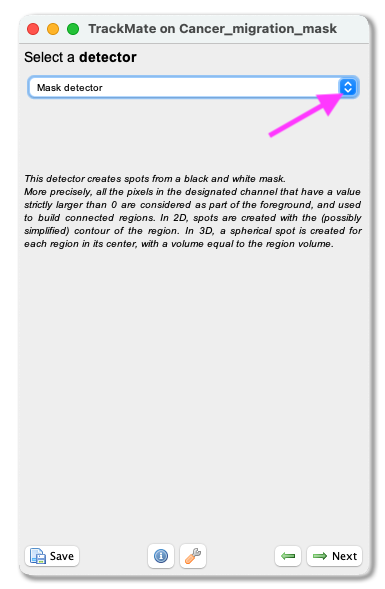 TrackMate on Cancer_migration_mask
Select a detector
Mask detector
This detector creates spots from a black and white mask.
More precisely, all the pixels in the designated channel that have a value
strictly larger than 0 are considered as part of the foreground, and used
to build connected regions. In 2D, spots are created with the (possibly
simplified) contour of the region. In 3D, a spherical spot is created for
each region in its center, with a volume equal to the region volume.
Save
Next